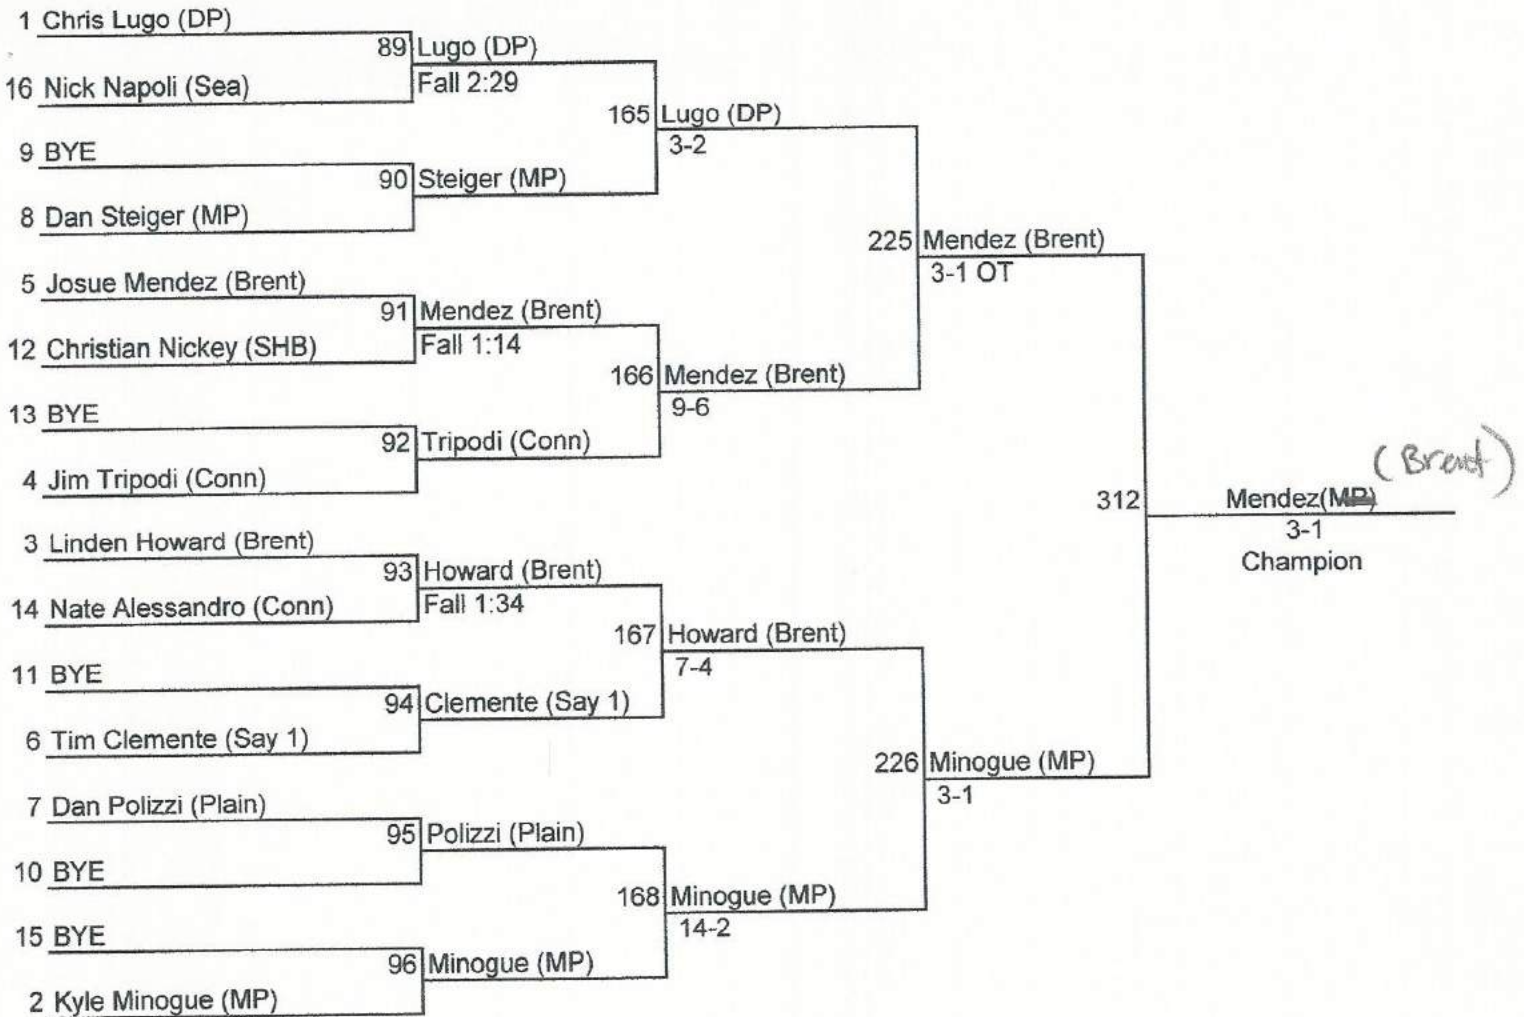 1 Chris Lugo (DP)
89 Lugo (DP)
16 Nick Napoli (Sea)
Fall 2:29
165 Lugo (DP)
3-2
9 BYE
90 Steiger (MP)
8 Dan Steiger (MP)
225 Mendez (Brent)
3-1 OT
5 Josue Mendez (Brent)
91 Mendez (Brent)
12 Christian Nickey (SHB)
Fall 1:14
166 Mendez (Brent)
9-6
13 BYE
92 Tripodi (Conn)
4 Jim Tripodi (Conn)
(Brent)
312 Mendez(MP)
3-1
Champion
3 Linden Howard (Brent)
93 Howard (Brent)
14 Nate Alessandro (Conn)
Fall 1:34
167 Howard (Brent)
7-4
11 BYE
94 Clemente (Say 1)
6 Tim Clemente (Say 1)
226 Minogue (MP)
3-1
7 Dan Polizzi (Plain)
95 Polizzi (Plain)
10 BYE
168 Minogue (MP)
14-2
15 BYE
96 Minogue (MP)
2 Kyle Minogue (MP)